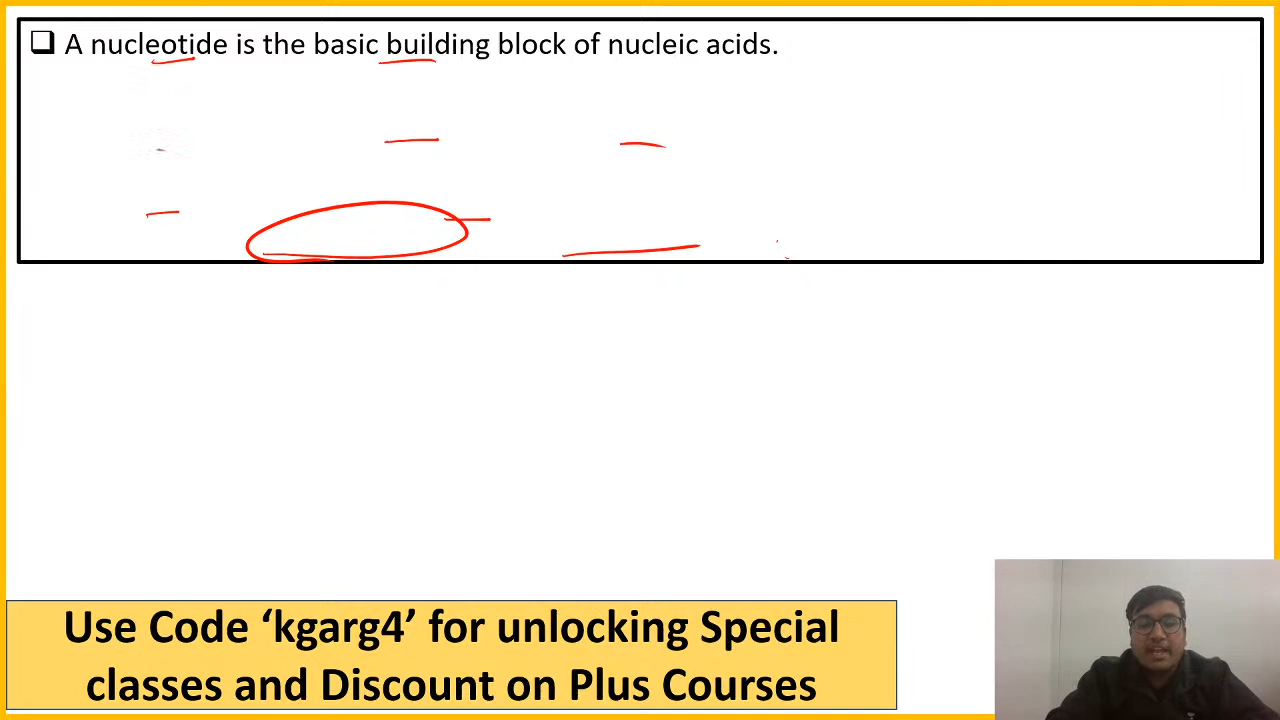 ❑ A nucleotide is the basic building block of nucleic acids.
Use Code ‘kgarg4’ for unlocking Special
classes and Discount on Plus Courses